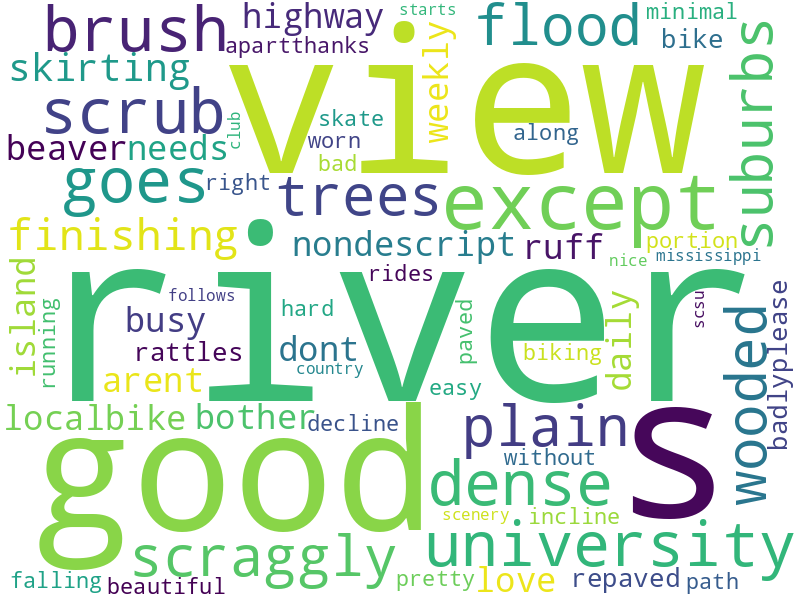 starts
brush
highway
flood
minimal
apartthanks
bike
skirting
view
weekly
suburbs
scrub
skate
club
worn
along
beaver
needs
bad
goes
right
trees
except
finishing
nondescript
ruff
portion
nice
mississippi
river
rides
island
running
follows
hard
busy
rattles
dont
country
paved
biking
daily
scsu
wooded
badlyplease
arent
easy
localbike
bother
decline
good
plain
s
without
dense
scenery
incline
scraggly
university
falling
beautiful
pretty
love
repaved
path